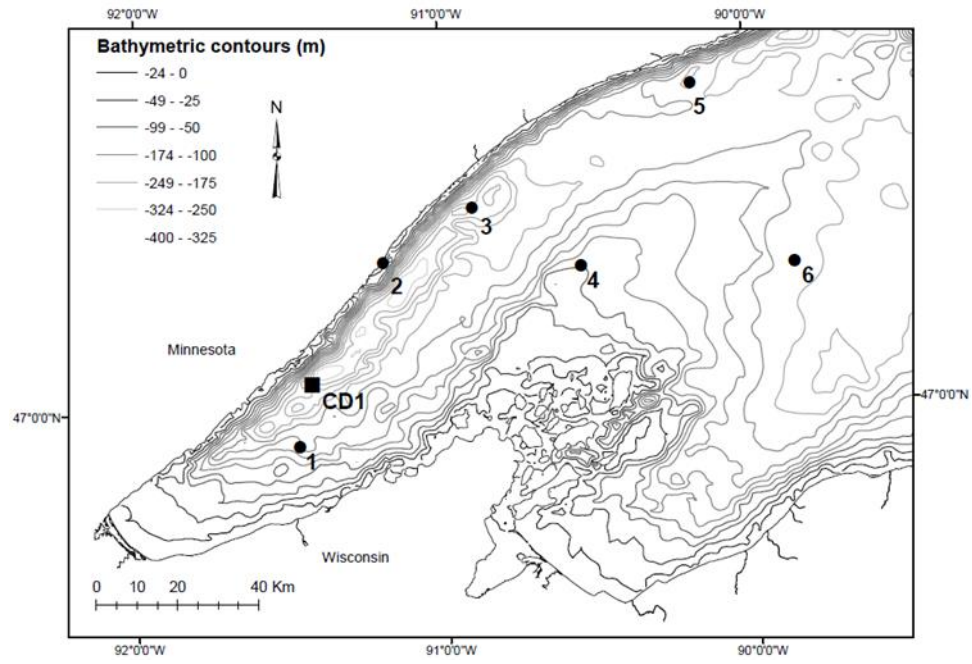 92°0'0"W 91°0'0"W 90°0'0"W
Bathymetric contours (m)
-24 - 0
-49 - -25
-99 - -50
-174 - -100
-249 - -175
-324 - -250
-400 - -325
N
5
3
2
4
6
Minnesota
CD1
47°0'0"N 47°0'0"N
1
Wisconsin
0 10 20 40 Km
92°0'0"W 91°0'0"W 90°0'0"W